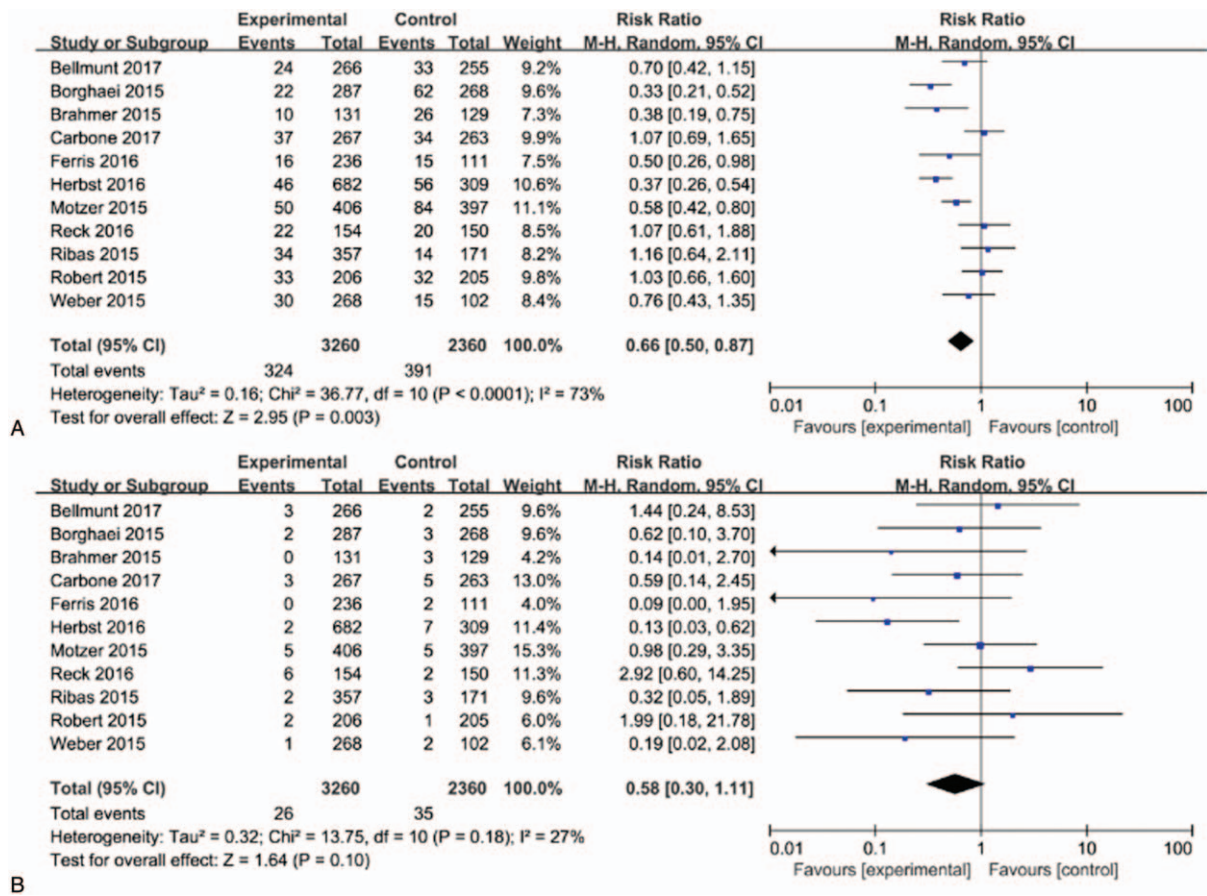 Experimental Control Risk Ratio Risk Ratio
Study or Subgroup Events Total Events Total Weight M-H, Random, 95% CI M-H, Random, 95% CI
Bellmunt 2017 24 266 33 255 9.2% 0.70 [0.42, 1.15]
Borghaei 2015 22 287 62 268 9.6% 0.33 [0.21, 0.52]
Brahmer 2015 10 131 26 129 7.3% 0.38 [0.19, 0.75]
Carbone 2017 37 267 34 263 9.9% 1.07 [0.69, 1.65]
Ferris 2016 16 236 15 111 7.5% 0.50 [0.26, 0.98]
Herbst 2016 46 682 56 309 10.6% 0.37 [0.26, 0.54]
Motzer 2015 50 406 84 397 11.1% 0.58 [0.42, 0.80]
Reck 2016 22 154 20 150 8.2% 1.07 [0.61, 1.88]
Ribas 2015 34 357 14 171 8.2% 1.16 [0.64, 2.11]
Robert 2015 33 206 32 205 9.8% 1.03 [0.66, 1.60]
Weber 2015 30 268 15 102 8.4% 0.76 [0.43, 1.35]
Total (95% CI) 3260 2360 100.0% 0.66 [0.50, 0.87]
Total events 324 391
Heterogeneity: Tau² = 0.16; Chi² = 36.77, df = 10 (P < 0.0001); I² = 73%
Test for overall effect: Z = 2.95 (P = 0.003)
0.01 0.1 1 10 100
Favours [experimental] Favours [control]
A
Experimental Control Risk Ratio Risk Ratio
Study or Subgroup Events Total Events Total Weight M-H, Random, 95% CI M-H, Random, 95% CI
Bellmunt 2017 3 266 2 255 9.6% 1.44 [0.24, 8.53]
Borghaei 2015 2 287 3 268 9.6% 0.62 [0.10, 3.70]
Brahmer 2015 0 131 3 129 4.2% 0.14 [0.01, 2.70]
Carbone 2017 3 267 5 263 13.0% 0.59 [0.14, 2.45]
Ferris 2016 0 236 2 111 4.0% 0.09 [0.00, 1.95]
Herbst 2016 2 682 7 309 11.4% 0.13 [0.03, 0.62]
Motzer 2015 5 406 5 397 15.3% 0.98 [0.29, 3.35]
Reck 2016 6 154 2 150 11.3% 2.92 [0.60, 14.25]
Ribas 2015 2 357 3 171 9.6% 0.32 [0.05, 1.89]
Robert 2015 2 206 1 205 6.0% 1.99 [0.18, 21.78]
Weber 2015 1 268 2 102 6.1% 0.19 [0.02, 2.08]
Total (95% CI) 3260 2360 100.0% 0.58 [0.30, 1.11]
Total events 26 35
Heterogeneity: Tau² = 0.32; Chi² = 13.75, df = 10 (P = 0.18); I² = 27%
Test for overall effect: Z = 1.64 (P = 0.10)
0.01 0.1 1 10 100
Favours [experimental] Favours [control]
B